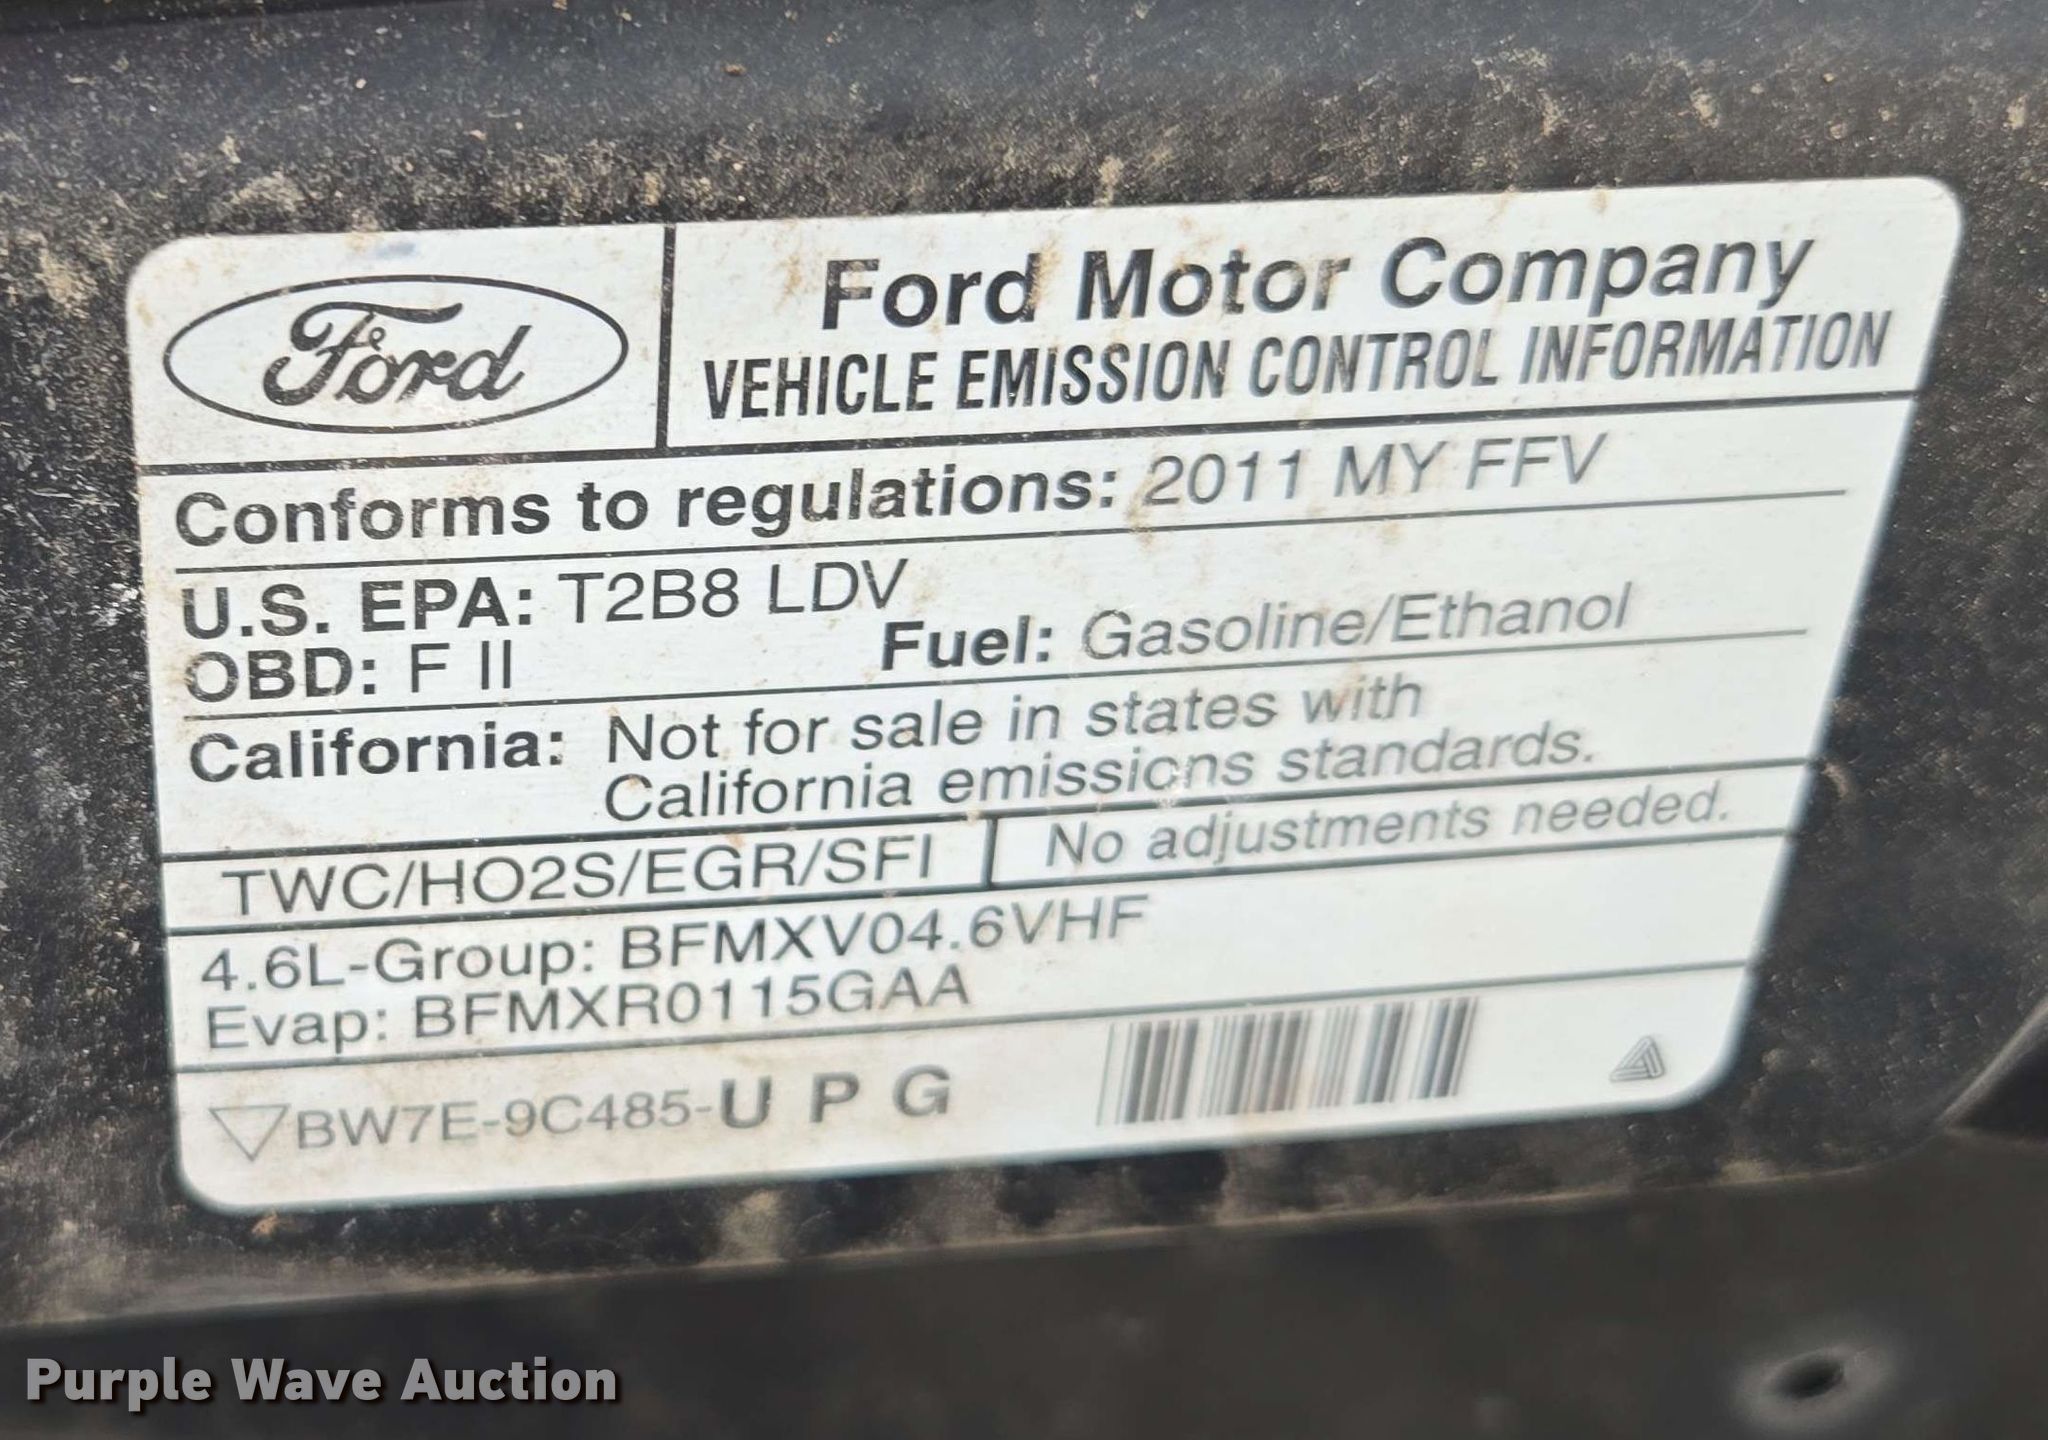 Ford
Ford Motor Company
VEHICLE EMISSION CONTROL INFORMATION
Conforms to regulations: 2011 MY FFV
U.S. EPA: T2B8 LDV
OBD: F II
Fuel: Gasoline/Ethanol
California: Not for sale in states with
California emissions standards.
TWC/HO2S/EGR/SFI
No adjustments needed.
4.6L-Group: BFMXV04.6VHF
Evap: BFMXR0115GAA
BW7E-9C485-U P G
Purple Wave Auction